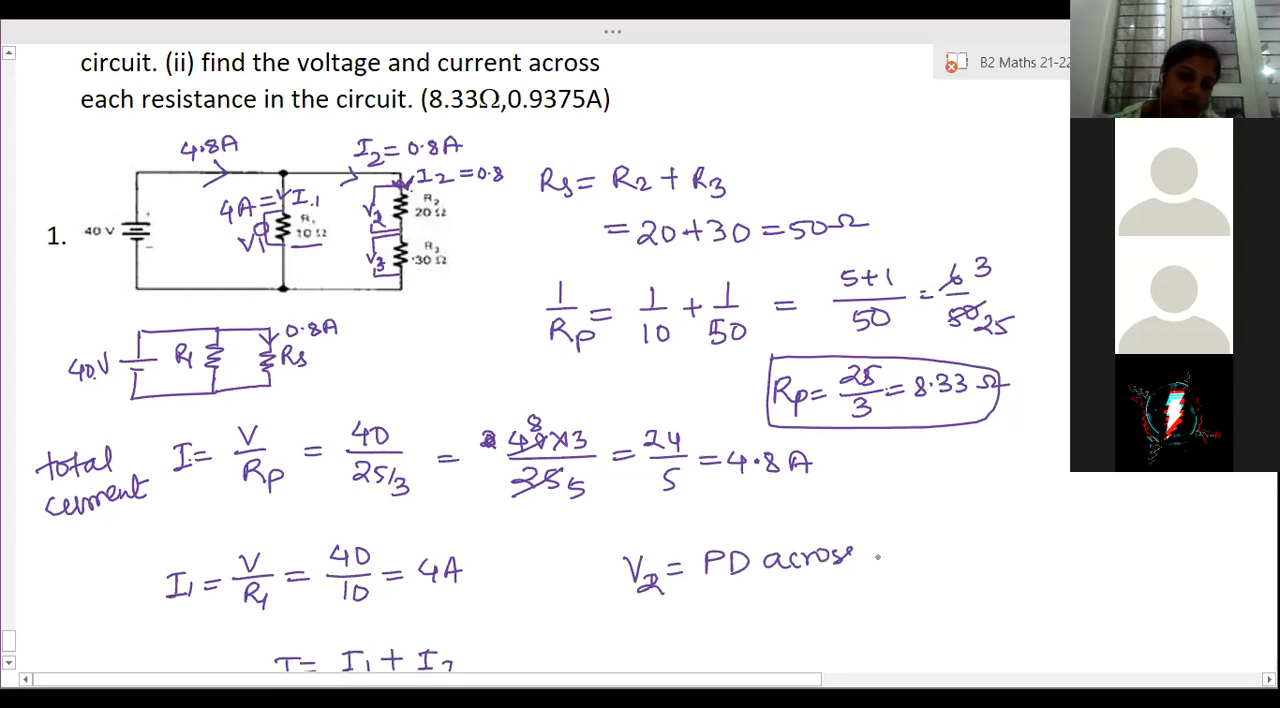 circuit. (ii) find the voltage and current across
each resistance in the circuit. (8.33Ω,0.9375A)
B2 Maths 21-22
4.8A
I2 = 0.8A
I2 = 0.8
4A = I1
V1
R1
10 Ω
V2
R2
20 Ω
V3
R3
30 Ω
1.
40 V
Rs = R2 + R3
= 20 + 30 = 50Ω
1/Rp = 1/10 + 1/50 = 5+1/50 = 6/50 3/25
Rp = 25/3 = 8.33 Ω
40V
R1
0.8A
Rs
total current
I = V/Rp = 40/25/3 = 40×3/25 8 5 = 24/5 = 4.8 A
I1 = V/R1 = 40/10 = 4A
V2 = PD across
I = I1 + I2